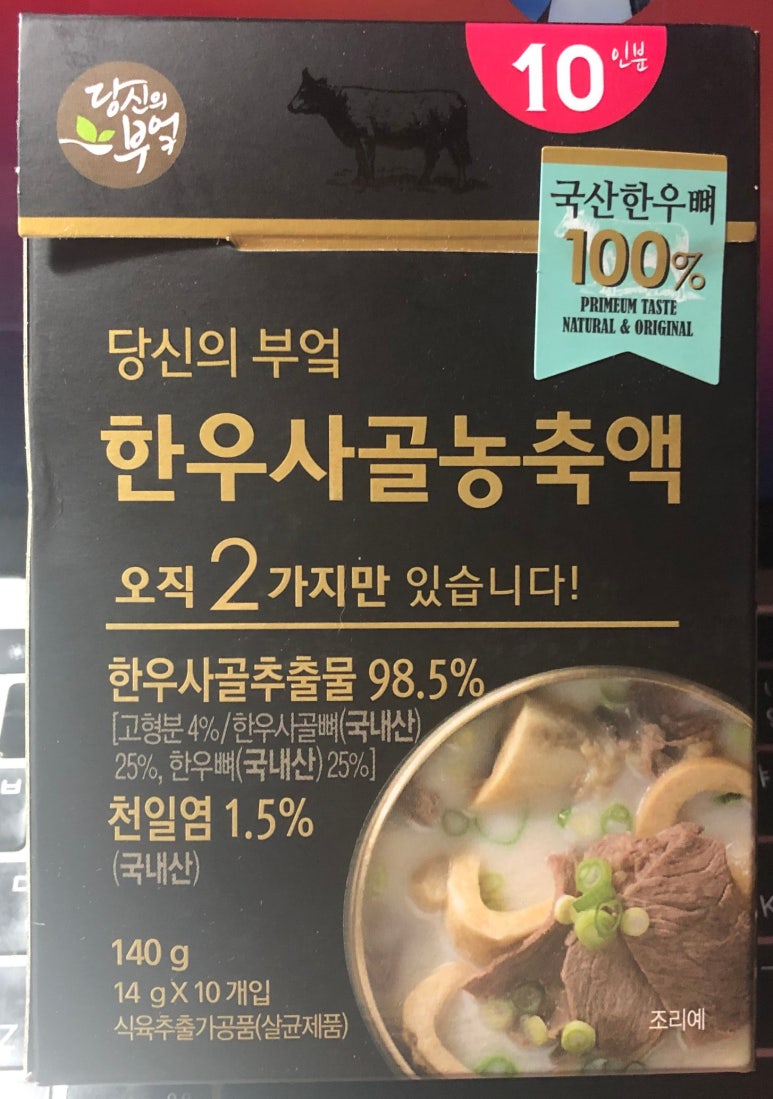 당신의
부엌
10 인분
국산한우뼈
100%
PRIMEUM TASTE
NATURAL & ORIGINAL
당신의 부엌
한우사골농축액
오직 2가지만 있습니다!
한우사골추출물 98.5%
[고형분 4%/한우사골뼈(국내산)
25%, 한우뼈(국내산) 25%]
천일염 1.5%
(국내산)
140 g
14 g X 10 개입
식육추출가공품(살균제품)
조리예